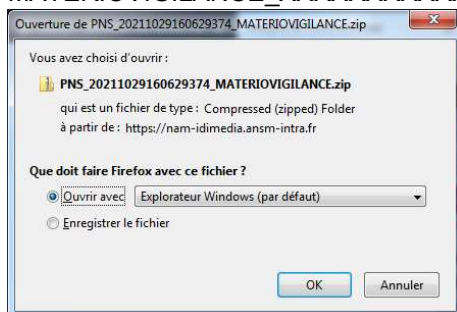 Ouverture de PNS_20211029160629374_MATERIOVIGILANCE.zip
Vous avez choisi d'ouvrir :
PNS_20211029160629374_MATERIOVIGILANCE.zip
qui est un fichier de type : Compressed (zipped) Folder
à partir de : https://nam-idimedia.ansm-intra.fr
Que doit faire Firefox avec ce fichier ?
Ouvrir avec Explorateur Windows (par défaut)
Enregistrer le fichier
OK Annuler